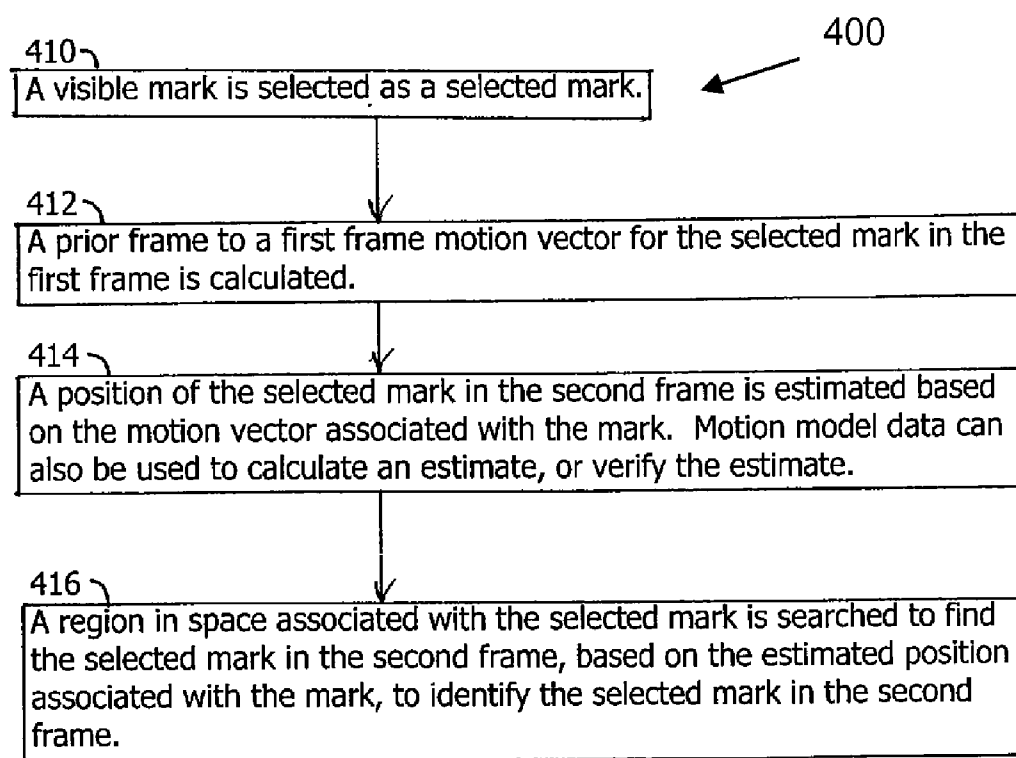 400
410
A visible mark is selected as a selected mark.
412
A prior frame to a first frame motion vector for the selected mark in the
first frame is calculated.
414
A position of the selected mark in the second frame is estimated based
on the motion vector associated with the mark. Motion model data can
also be used to calculate an estimate, or verify the estimate.
416
A region in space associated with the selected mark is searched to find
the selected mark in the second frame, based on the estimated position
associated with the mark, to identify the selected mark in the second
frame.